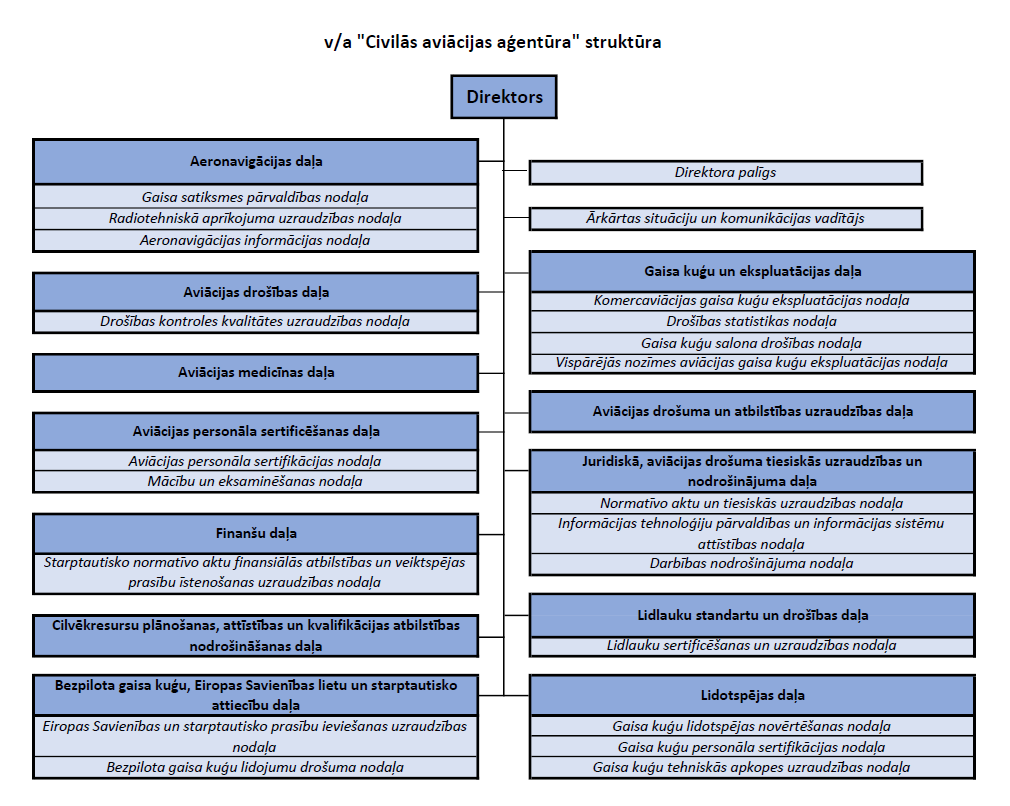 v/a "Civilās aviācijas aģentūra" struktūra
Direktors
Aeronavigācijas daļa
Gaisa satiksmes pārvaldības nodaļa
Radiotehniskā aprīkojuma uzraudzības nodaļa
Aeronavigācijas informācijas nodaļa
Aviācijas drošības daļa
Drošības kontroles kvalitātes uzraudzības nodaļa
Aviācijas medicīnas daļa
Aviācijas personāla sertificēšanas daļa
Aviācijas personāla sertifikācijas nodaļa
Mācību un eksaminēšanas nodaļa
Finanšu daļa
Starptautisko normatīvo aktu finansiālās atbilstības un veiktspējas
prasību īstenošanas uzraudzības nodaļa
Cilvēkresursu plānošanas, attīstības un kvalifikācijas atbilstības
nodrošināšanas daļa
Bezpilota gaisa kuģu, Eiropas Savienības lietu un starptautisko
attiecību daļa
Eiropas Savienības un starptautisko prasību ieviešanas uzraudzības
nodaļa
Bezpilota gaisa kuģu lidojumu drošuma nodaļa
Direktora palīgs
Ārkārtas situāciju un komunikācijas vadītājs
Gaisa kuģu un ekspluatācijas daļa
Komercaviācijas gaisa kuģu ekspluatācijas nodaļa
Drošības statistikas nodaļa
Gaisa kuģu salona drošības nodaļa
Vispārējās nozīmes aviācijas gaisa kuģu ekspluatācijas nodaļa
Aviācijas drošuma un atbilstības uzraudzības daļa
Juridiskā, aviācijas drošuma tiesiskās uzraudzības un
nodrošinājuma daļa
Normatīvo aktu un tiesiskās uzraudzības nodaļa
Informācijas tehnoloģiju pārvaldības un informācijas sistēmu
attīstības nodaļa
Darbības nodrošinājuma nodaļa
Lidlauku standartu un drošības daļa
Lidlauku sertificēšanas un uzraudzības nodaļa
Lidotspējas daļa
Gaisa kuģu lidotspējas novērtēšanas nodaļa
Gaisa kuģu personāla sertifikācijas nodaļa
Gaisa kuģu tehniskās apkopes uzraudzības nodaļa